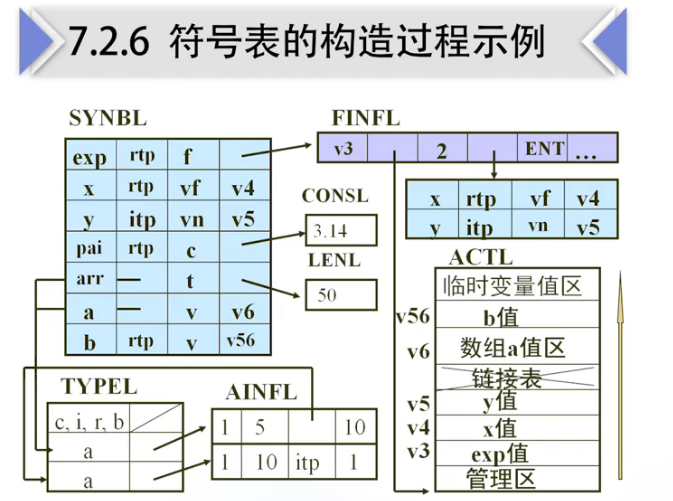 7.2.6 符号表的构造过程示例
SYNBL
exp rtp f
x rtp vf v4
y itp vn v5
pai rtp c
arr — t
a — v v6
b rtp v v56
FINFL
v3 2 ENT ...
x rtp vf v4
y itp vn v5
CONSL
3.14
LENL
50
ACTL
临时变量值区
v56 b值
v6 数组a值区
链接表
v5 y值
v4 x值
v3 exp值
管理区
TYPEL
c, i, r, b
a
a
AINFL
1 5 10
1 10 itp 1